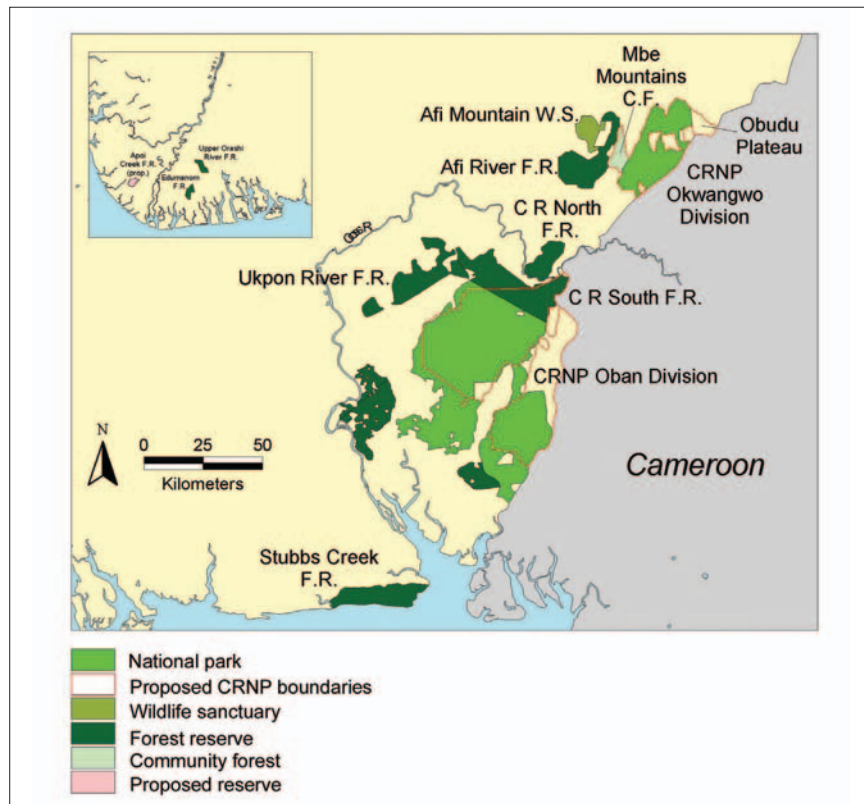 Mbe
Mountains
C.F.
Afi Mountain W.S.
Obudu
Plateau
Afi River F.R.
CRNP
Okwangwo
Division
Upper Orashi
River F.R.
Apoi
Creek F.R.
(prop.)
Edumanom
F.R.
C R North
F.R.
Ukpon River F.R.
C R South F.R.
CRNP Oban Division
N
0 25 50
Kilometers
Cameroon
Stubbs Creek
F.R.
National park
Proposed CRNP boundaries
Wildlife sanctuary
Forest reserve
Community forest
Proposed reserve